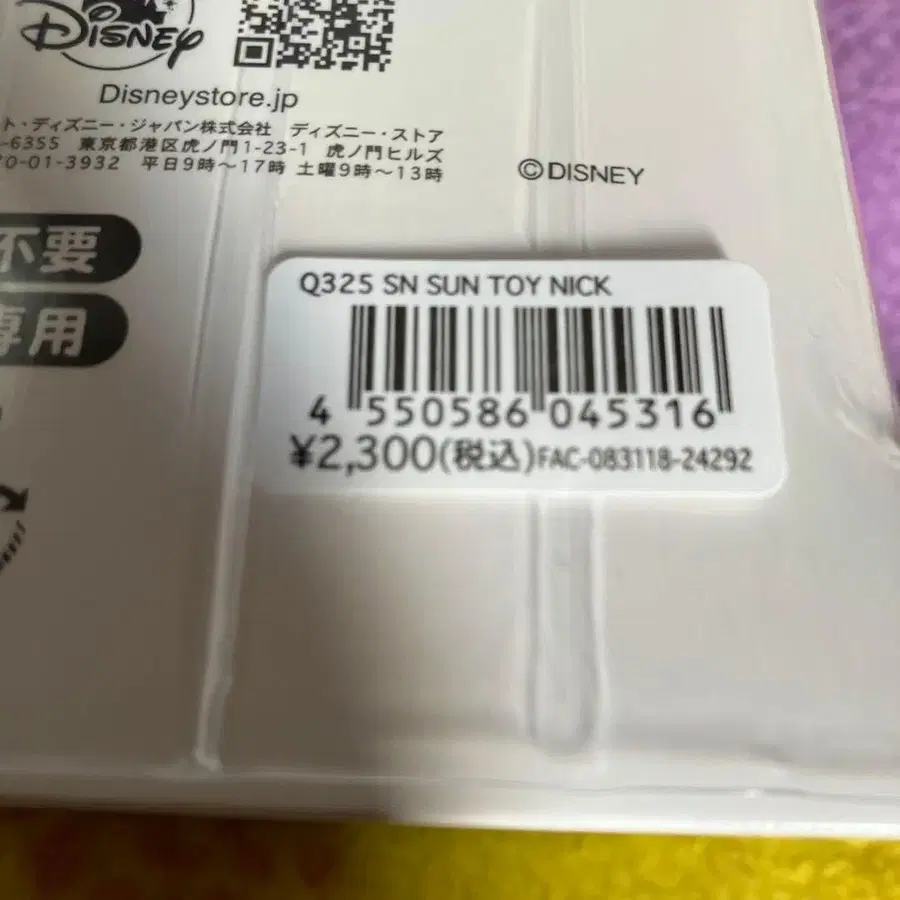 Disney
Disneystore.jp
ト・ディズニー・ジャパン株式会社 ディズニー・ストア
-6355 東京都港区虎ノ門1-23-1 虎ノ門ヒルズ
0-01-3932 平日9時～17時 土曜9時～13時
©DISNEY
不要
専用
Q325 SN SUN TOY NICK
4 550586 045316
¥2,300(税込)FAC-083118-24292